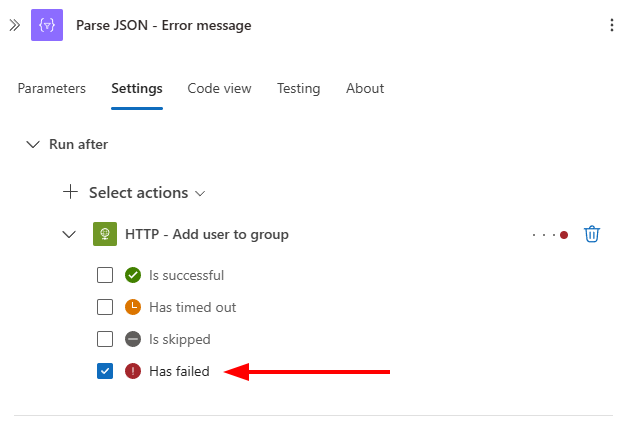 Parse JSON - Error message
Parameters Settings Code view Testing About
Run after
Select actions
HTTP - Add user to group
Is successful
Has timed out
Is skipped
Has failed